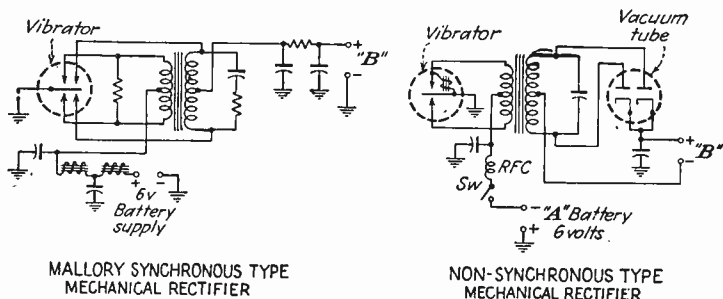 Vibrator
+
"B"
-
6v
+ -
Battery
supply
MALLORY SYNCHRONOUS TYPE
MECHANICAL RECTIFIER
Vibrator
Vacuum
tube
+
"B"
-
RFC
Sw
- "A" Battery
+ 6 volts
NON-SYNCHRONOUS TYPE
MECHANICAL RECTIFIER